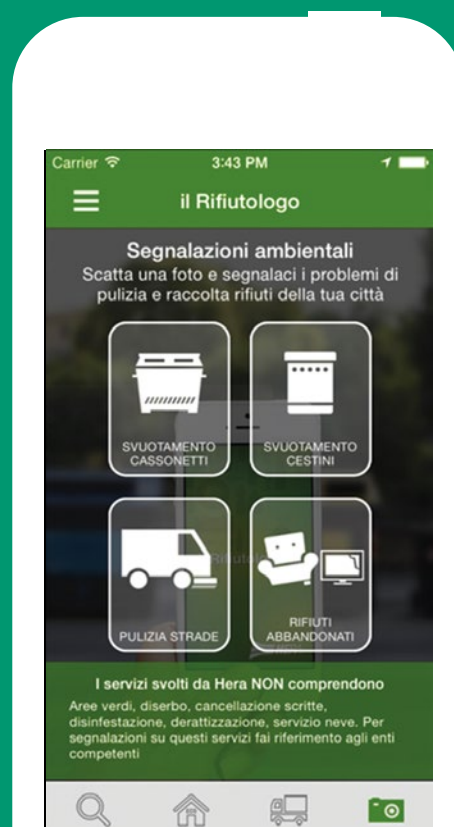 Carrier 3:43 PM
il Rifiutologo
Segnalazioni ambientali
Scatta una foto e segnalaci i problemi di
pulizia e raccolta rifiuti della tua città
SVUOTAMENTO
CASSONETTI
SVUOTAMENTO
CESTINI
Rifiutolo
PULIZIA STRADE
RIFIUTI
ABBANDONATI
I servizi svolti da Hera NON comprendono
Aree verdi, diserbo, cancellazione scritte,
disinfestazione, derattizzazione, servizio neve. Per
segnalazioni su questi servizi fai riferimento agli enti
competenti